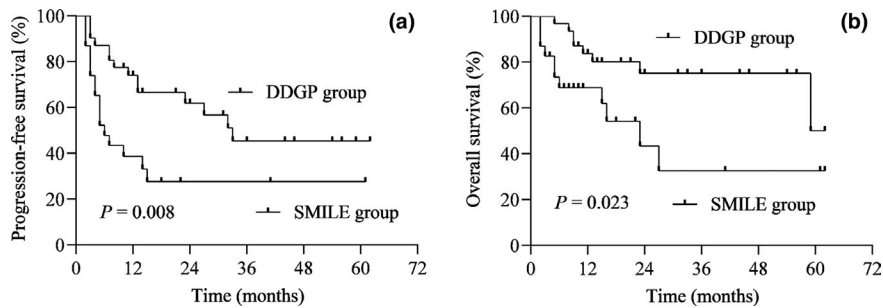 (a)
Progression-free survival (%)
100
80
60
40
20
0
DDGP group
SMILE group
P = 0.008
0 12 24 36 48 60 72
Time (months)
(b)
Overall survival (%)
100
80
60
40
20
0
DDGP group
SMILE group
P = 0.023
0 12 24 36 48 60 72
Time (months)